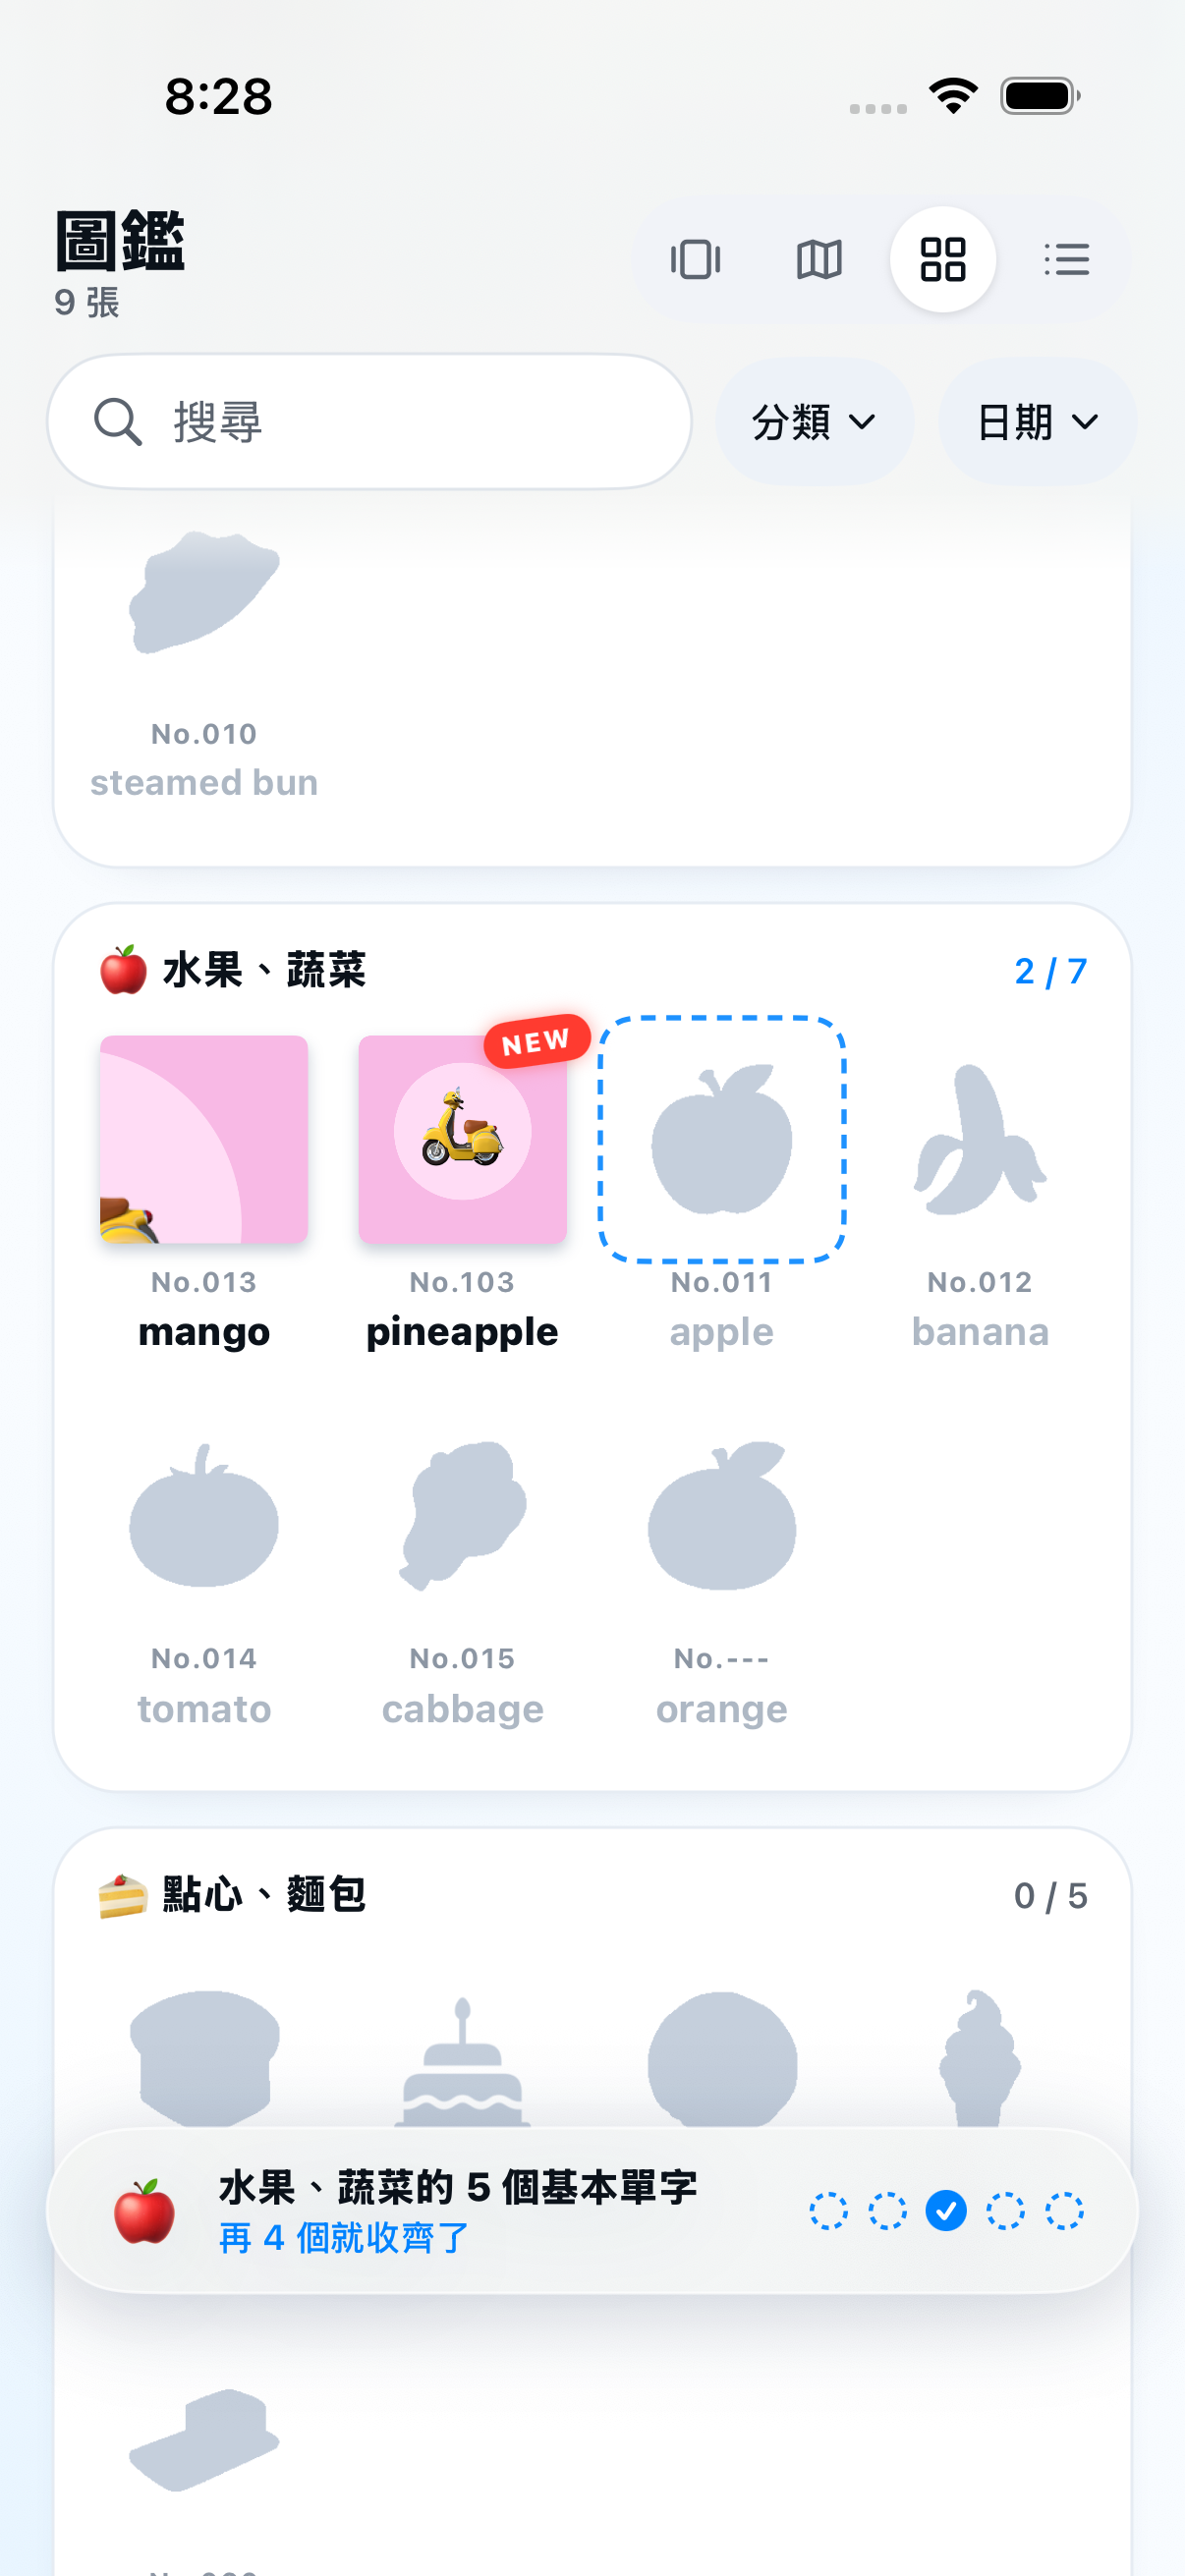 8:28
圖鑑
9 張
搜尋
分類
日期
No.010
steamed bun
水果、蔬菜
2 / 7
NEW
No.013
No.103
No.011
No.012
mango
pineapple
apple
banana
No.014
No.015
No.---
tomato
cabbage
orange
點心、麵包
0 / 5
水果、蔬菜的 5 個基本單字
再 4 個就收齊了